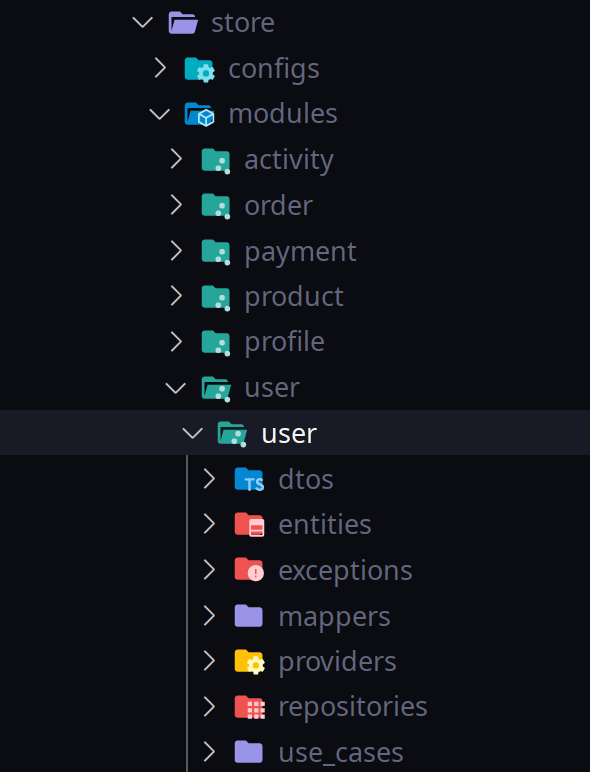 store
configs
modules
activity
order
payment
product
profile
user
user
TS dtos
entities
exceptions
mappers
providers
repositories
use_cases